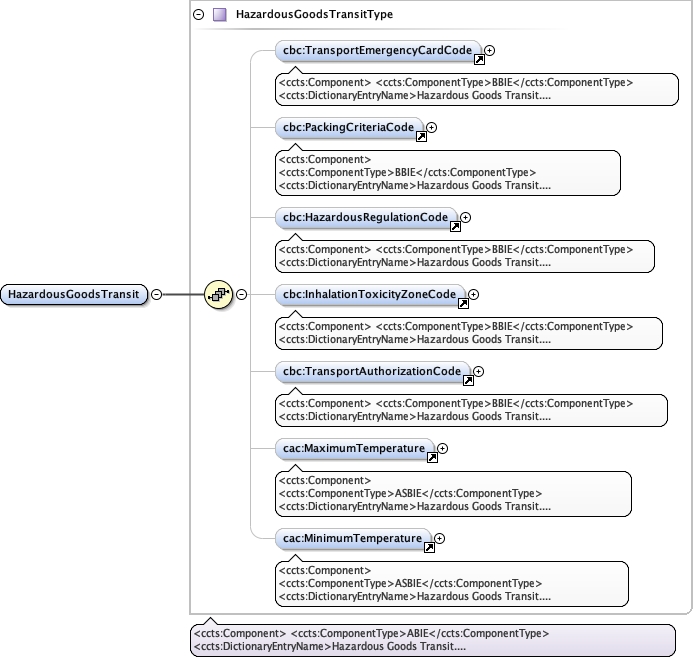 HazardousGoodsTransitType
cbc:TransportEmergencyCardCode
<ccts:Component> <ccts:ComponentType>BBIE</ccts:ComponentType>
<ccts:DictionaryEntryName>Hazardous Goods Transit....
cbc:PackingCriteriaCode
<ccts:Component>
<ccts:ComponentType>BBIE</ccts:ComponentType>
<ccts:DictionaryEntryName>Hazardous Goods Transit....
cbc:HazardousRegulationCode
<ccts:Component> <ccts:ComponentType>BBIE</ccts:ComponentType>
<ccts:DictionaryEntryName>Hazardous Goods Transit....
HazardousGoodsTransit
cbc:InhalationToxicityZoneCode
<ccts:Component> <ccts:ComponentType>BBIE</ccts:ComponentType>
<ccts:DictionaryEntryName>Hazardous Goods Transit....
cbc:TransportAuthorizationCode
<ccts:Component> <ccts:ComponentType>BBIE</ccts:ComponentType>
<ccts:DictionaryEntryName>Hazardous Goods Transit....
cac:MaximumTemperature
<ccts:Component>
<ccts:ComponentType>ASBIE</ccts:ComponentType>
<ccts:DictionaryEntryName>Hazardous Goods Transit....
cac:MinimumTemperature
<ccts:Component>
<ccts:ComponentType>ASBIE</ccts:ComponentType>
<ccts:DictionaryEntryName>Hazardous Goods Transit....
<ccts:Component> <ccts:ComponentType>ABIE</ccts:ComponentType>
<ccts:DictionaryEntryName>Hazardous Goods Transit....